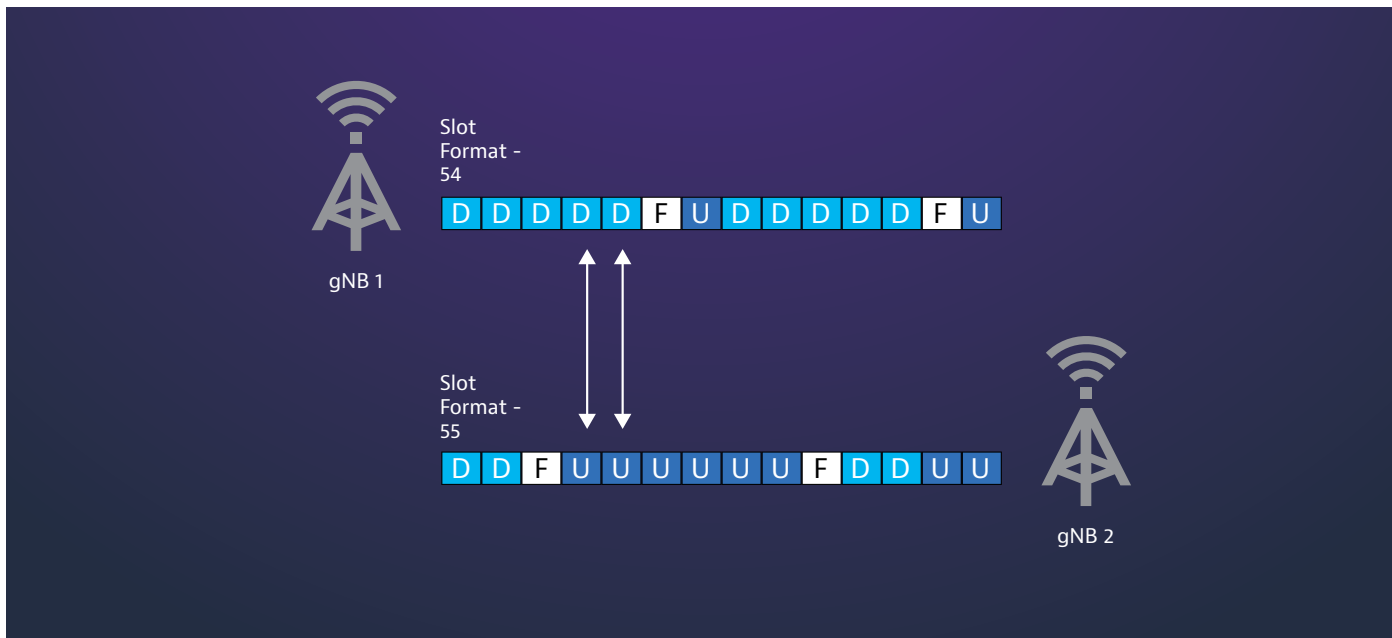 Slot
Format -
54
D D D D D F U D D D D D F U
gNB 1
Slot
Format -
55
D D F U U U U U U F D D U U
gNB 2